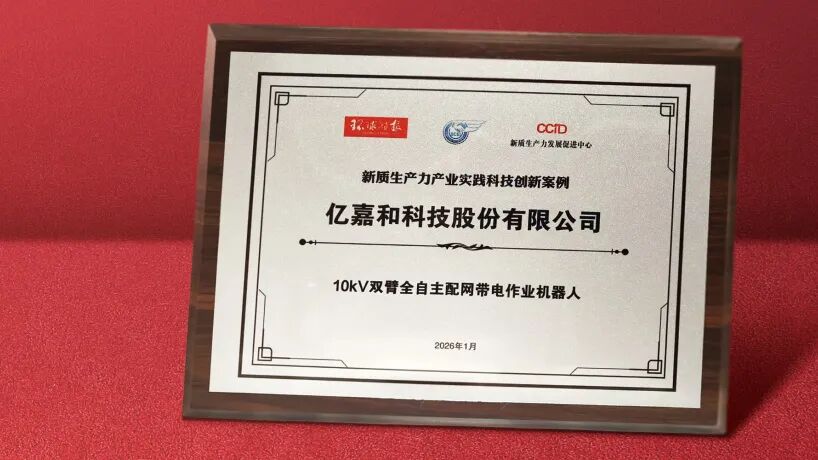 环球时报
CCID
新质生产力发展促进中心
新质生产力产业实践科技创新案例
亿嘉和科技股份有限公司
10kV双臂全自主配网带电作业机器人
2026年1月